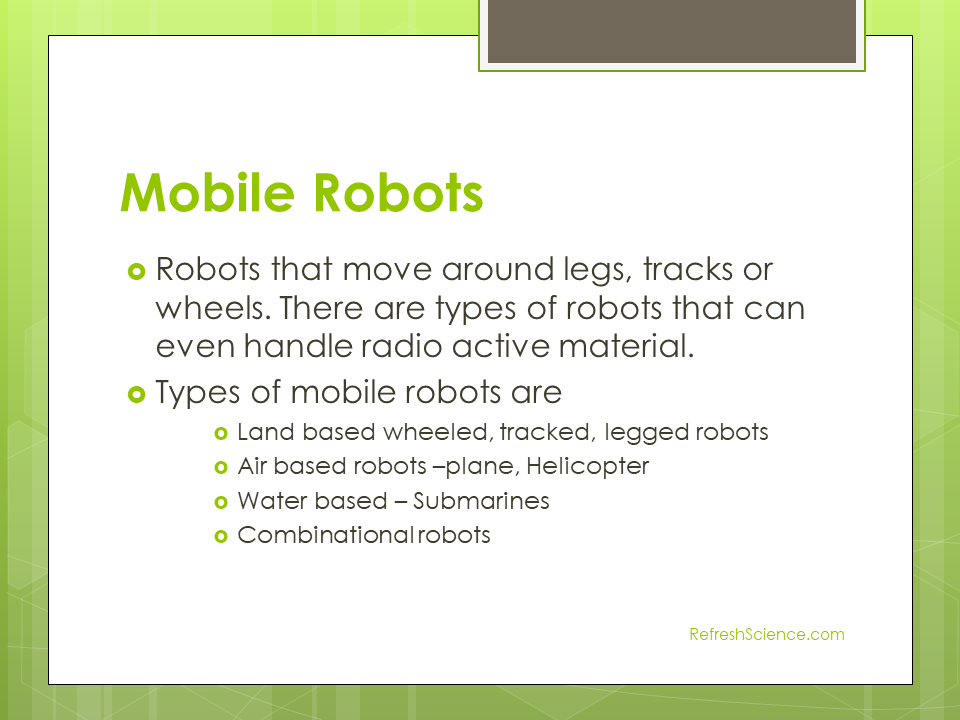 Mobile Robots
Robots that move around legs, tracks or
wheels. There are types of robots that can
even handle radio active material.
Types of mobile robots are
Land based wheeled, tracked, legged robots
Air based robots –plane, Helicopter
Water based – Submarines
Combinational robots
RefreshScience.com